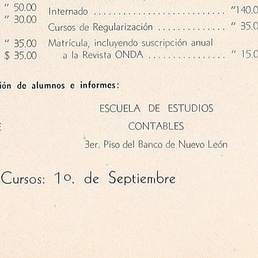 " 50.00
" 30.00
Internado .................... "140.0
Cursos de Regularización ............... " 35.0
" 35.00
$ 35.00
Matrícula, incluyendo suscripción anual
a la Revista ONDA ............... " 15.0
ión de alumnos e informes:
ESCUELA DE ESTUDIOS
CONTABLES
3er. Piso del Banco de Nuevo León
Cursos: 1o. de Septiembre